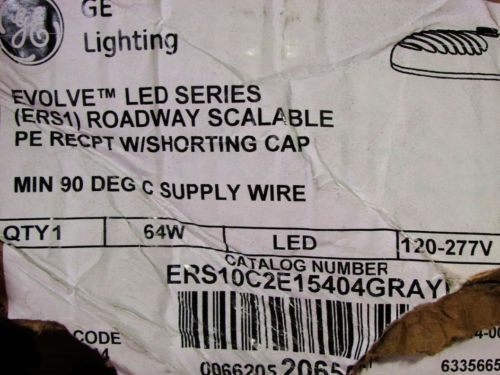 GE
Lighting
EVOLVE™ LED SERIES
(ERS1) ROADWAY SCALABLE
PE RECPT W/SHORTING CAP
MIN 90 DEG C SUPPLY WIRE
QTY1 64W LED 120-277V
CATALOG NUMBER
ERS10C2E15404GRAY
CODE
6335665